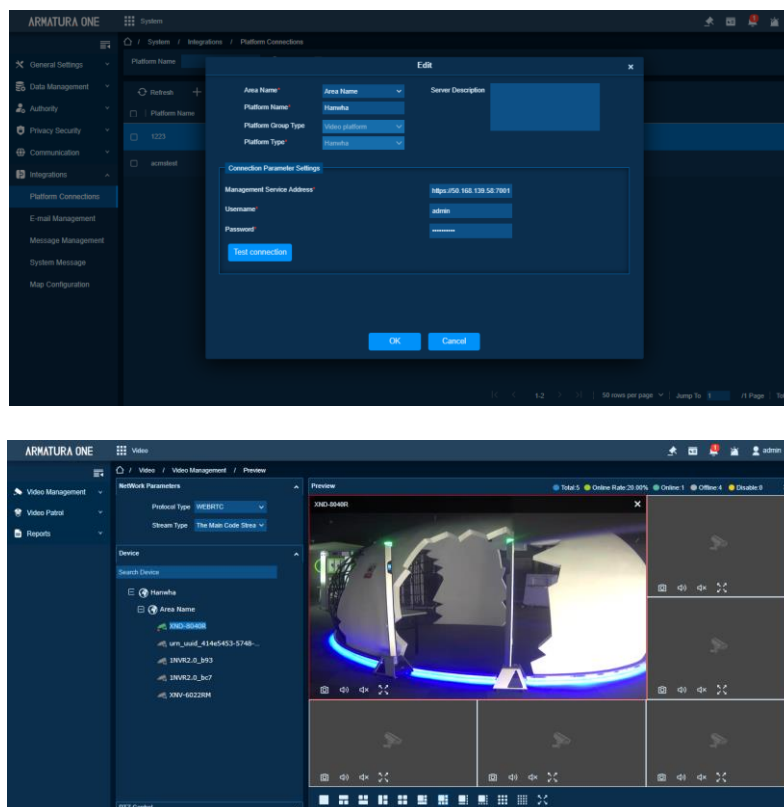 ARMATURA ONE
System
System / Integrations / Platform Connections
General Settings
Platform Name
Edit
Area Name*
Area Name
Server Description
Data Management
Refresh
Platform Name*
Hanwha
Authority
Platform Name
Platform Group Type
Video platform
Privacy Security
1223
Platform Type*
Hanwha
Communication
acmstest
Integrations
Connection Parameter Settings
Platform Connections
Management Service Address*
https://50.168.139.58:7001
E-mail Management
Username*
admin
Message Management
Password*
System Message
Test connection
Map Configuration
OK
Cancel
1-2
50 rows per page
Jump To
1
/1 Page
ARMATURA ONE
Video
admin
/ Video / Video Management / Preview
NetWork Parameters
Preview
Total:5
Online Rate:20.00%
Online:1
Offline:4
Disable:0
Video Management
Protocal Type
WEBRTC
XND-8040R
Video Patrol
Stream Type
The Main Code Strea
Reports
Device
Search Device
Hanwha
Area Name
XND-8040R
urn_uuid_414e5453-5748-...
1NVR2.0_b93
1NVR2.0_bc7
XNV-6022RM